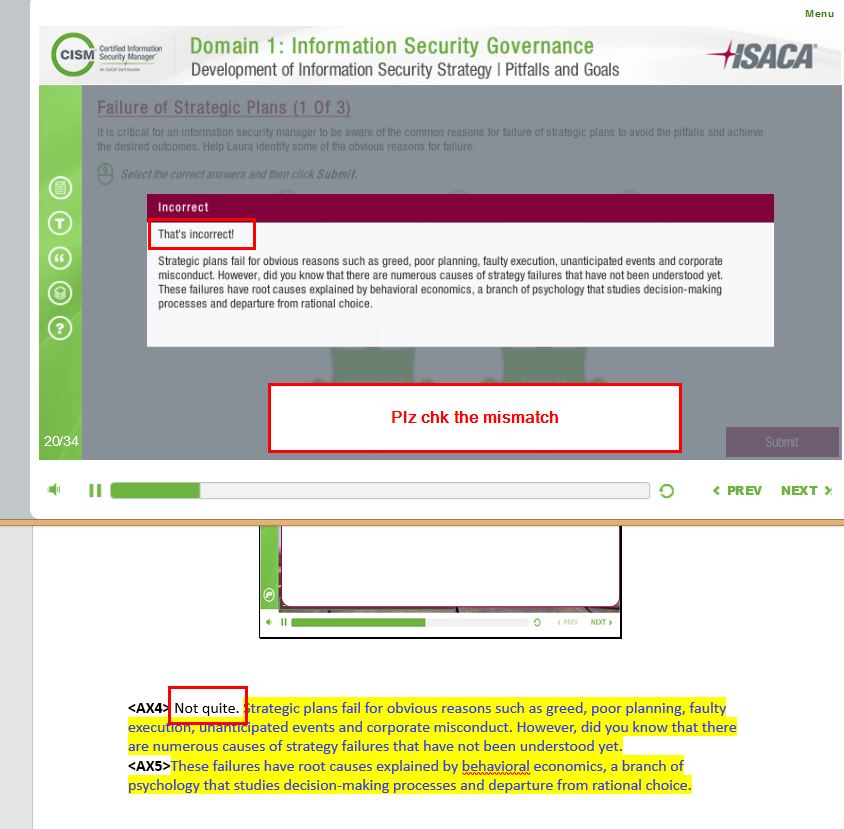 Menu
CISM Certified Information
Security Manager®
An ISACA® Certification
Domain 1: Information Security Governance
Development of Information Security Strategy | Pitfalls and Goals
ISACA®
Failure of Strategic Plans (1 Of 3)
It is critical for an information security manager to be aware of the common reasons for failure of strategic plans to avoid the pitfalls and achieve
the desired outcomes. Help Laura identify some of the obvious reasons for failure.
Select the correct answers and then click Submit.
Incorrect
That's incorrect!
Strategic plans fail for obvious reasons such as greed, poor planning, faulty execution, unanticipated events and corporate
misconduct. However, did you know that there are numerous causes of strategy failures that have not been understood yet.
These failures have root causes explained by behavioral economics, a branch of psychology that studies decision-making
processes and departure from rational choice.
Plz chk the mismatch
20/34
Submit
< PREV NEXT >
< PREV NEXT >
<AX4> Not quite. Strategic plans fail for obvious reasons such as greed, poor planning, faulty
execution, unanticipated events and corporate misconduct. However, did you know that there
are numerous causes of strategy failures that have not been understood yet.
<AX5>These failures have root causes explained by behavioral economics, a branch of
psychology that studies decision-making processes and departure from rational choice.